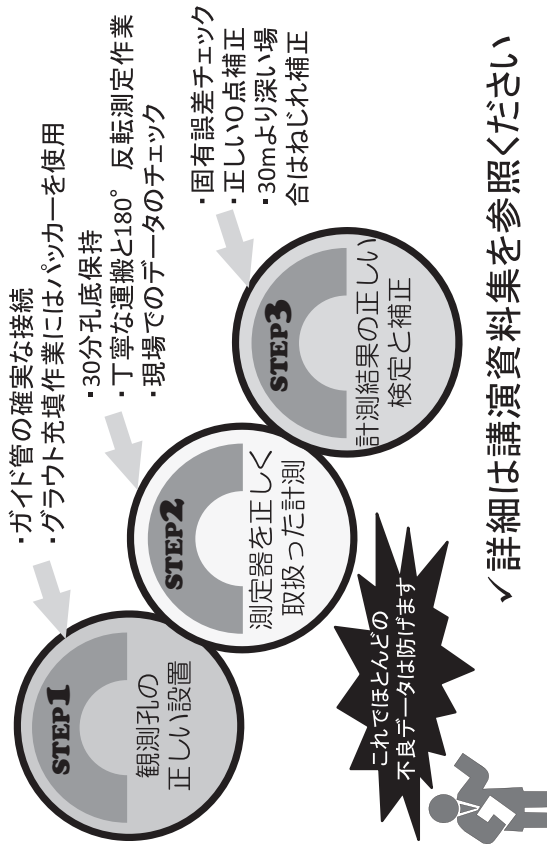 ・ガイド管の確実な接続
・グラウト充填作業にはパッカーを使用
STEP1
観測孔の
正しい設置
・30分孔底保持
・丁寧な運搬と180° 反転測定作業
・現場でのデータのチェック
STEP2
測定器を正しく
取扱った計測
・固有誤差チェック
・正しい0点補正
・30mより深い場
合はねじれ補正
STEP3
計測結果の正しい
検定と補正
これでほとんどの
不良データは防げます
✓詳細は講演資料集を参照ください